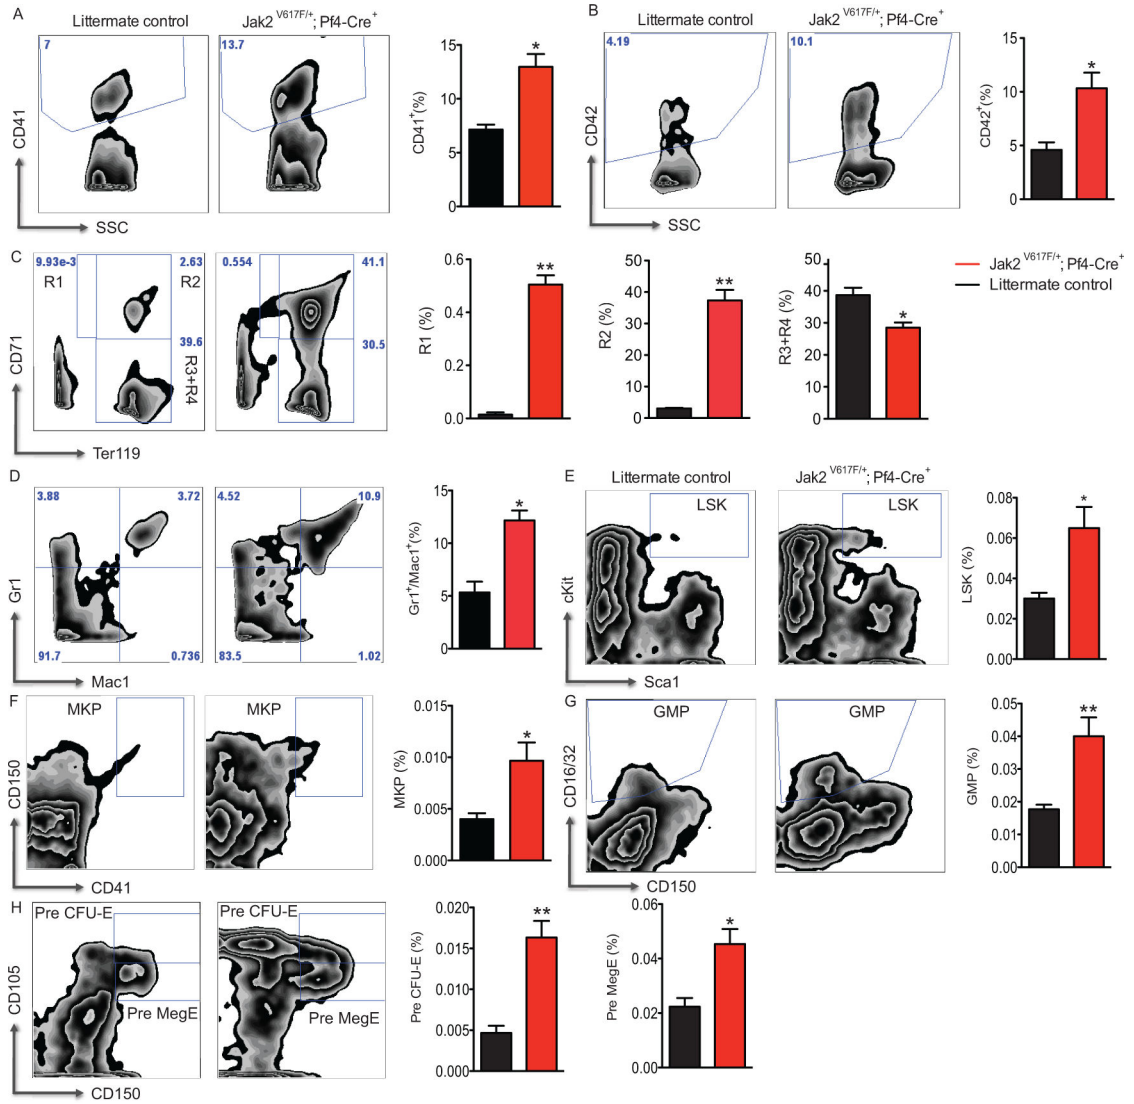 A
Littermate control
Jak2 V617F/+; Pf4-Cre+
7
13.7
CD41
SSC
CD41+(%)
15
10
5
0
*
B
Littermate control
Jak2 V617F/+; Pf4-Cre+
4.19
10.1
CD42
SSC
CD42+(%)
15
10
5
0
*
C
9.93e-3
2.63
R1
R2
39.6
R3+R4
0.554
41.1
30.5
CD71
Ter119
R1 (%)
0.6
0.4
0.2
0.0
**
R2 (%)
50
40
30
20
10
0
**
R3+R4 (%)
50
40
30
20
10
0
*
Jak2 V617F/+; Pf4-Cre+
Littermate control
D
3.88
3.72
91.7
0.736
4.52
10.9
83.5
1.02
Gr1
Mac1
Gr1+/Mac1+(%)
15
10
5
0
*
E
Littermate control
Jak2 V617F/+; Pf4-Cre+
LSK
LSK
cKit
Sca1
LSK (%)
0.08
0.06
0.04
0.02
0.00
*
F
MKP
MKP
CD150
CD41
MKP (%)
0.015
0.010
0.005
0.000
*
G
GMP
GMP
CD16/32
CD150
GMP (%)
0.05
0.04
0.03
0.02
0.01
0.00
**
H
Pre CFU-E
Pre CFU-E
Pre MegE
Pre MegE
CD105
CD150
Pre CFU-E (%)
0.020
0.015
0.010
0.005
0.000
**
Pre MegE (%)
0.06
0.04
0.02
0.00
*